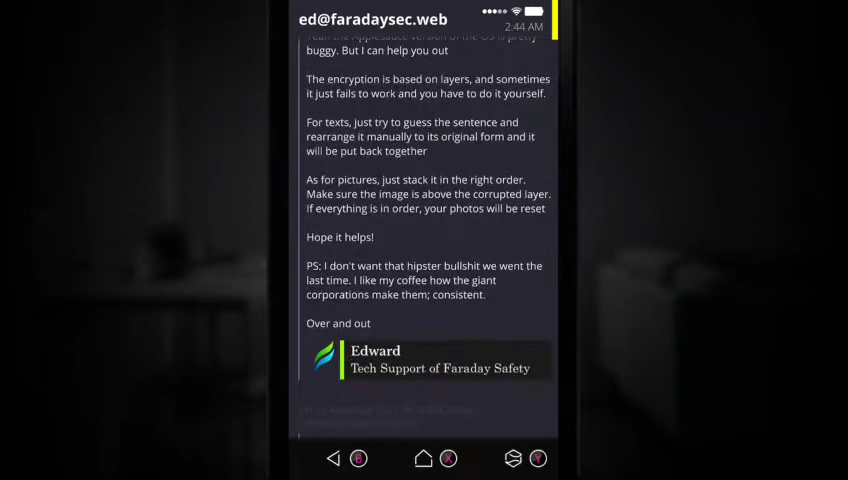 ed@faradaysec.web
2:44 AM
buggy. But I can help you out
The encryption is based on layers, and sometimes
it just fails to work and you have to do it yourself.
For texts, just try to guess the sentence and
rearrange it manually to its original form and it
will be put back together
As for pictures, just stack it in the right order.
Make sure the image is above the corrupted layer.
If everything is in order, your photos will be reset
Hope it helps!
PS: I don't want that hipster bullshit we went the
last time. I like my coffee how the giant
corporations make them; consistent.
Over and out
Edward
Tech Support of Faraday Safety
B X Y